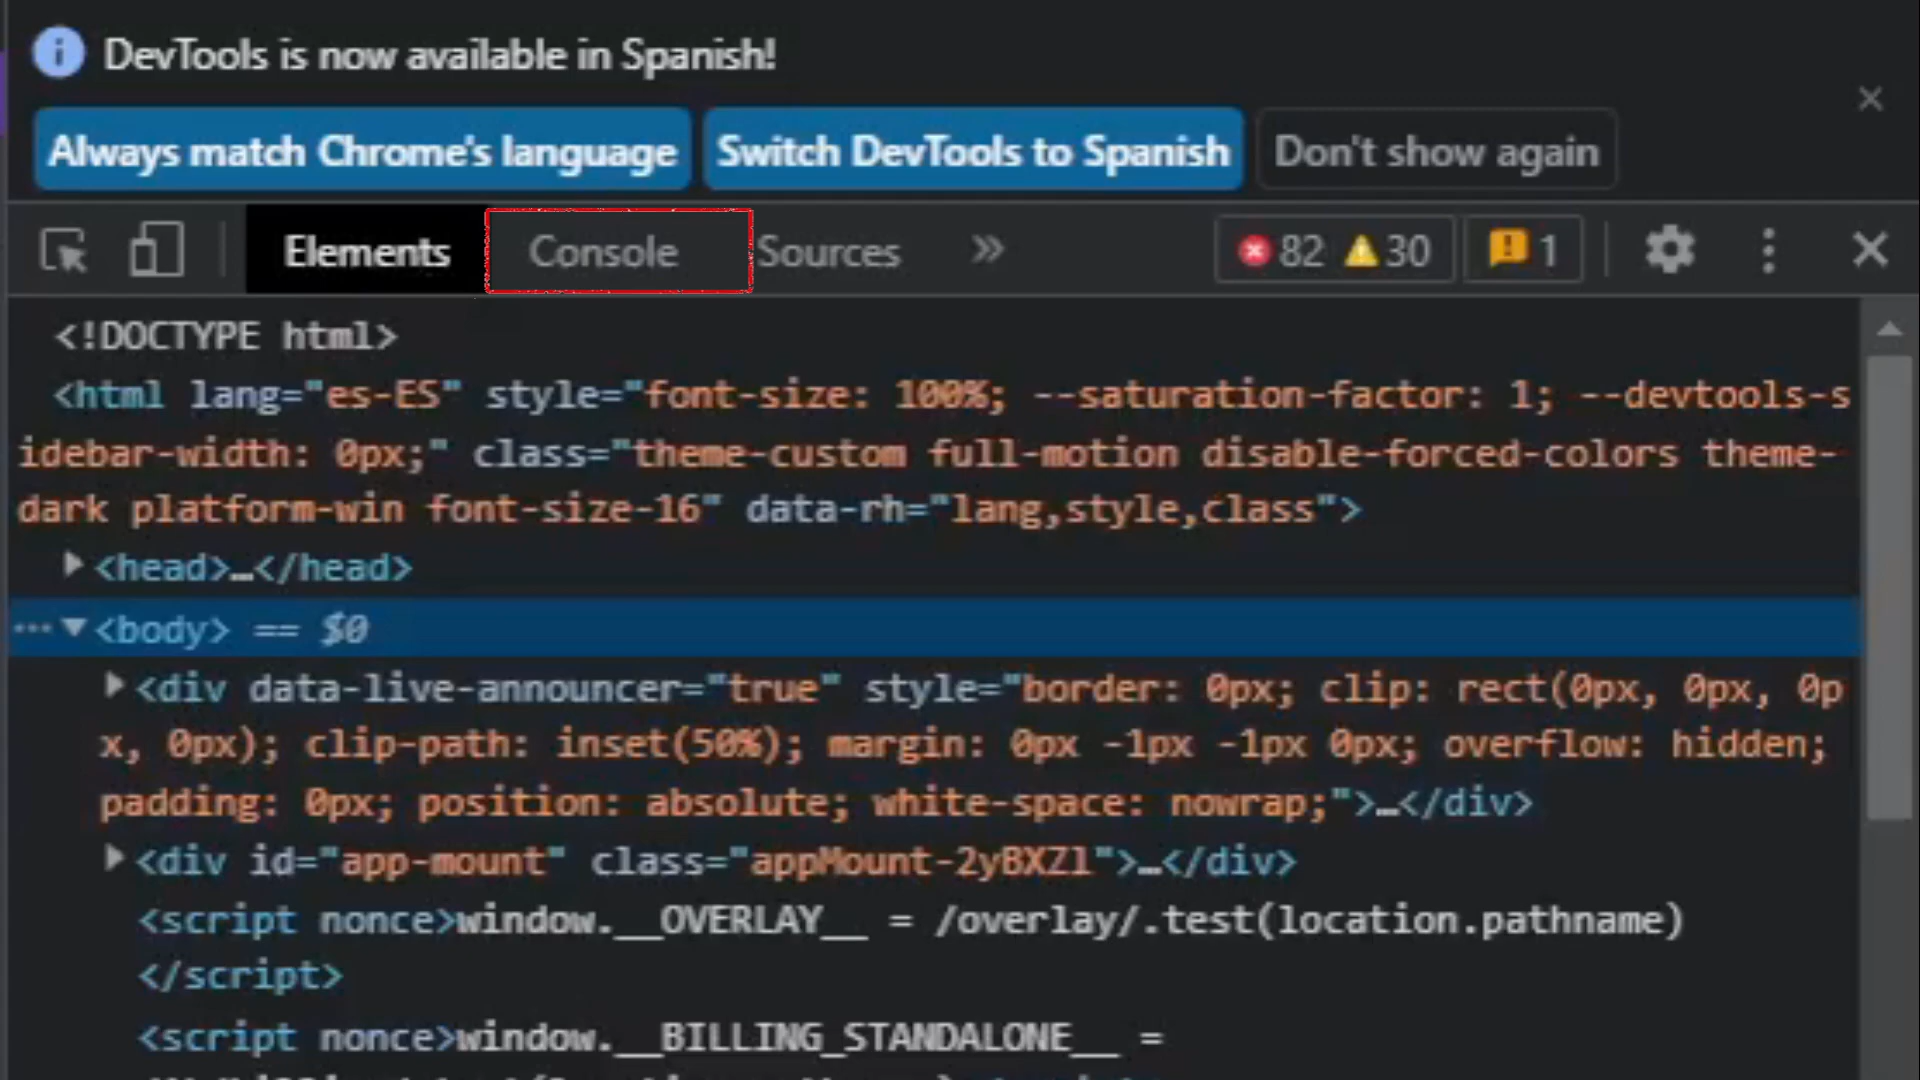 DevTools is now available in Spanish!
Always match Chrome's language Switch DevTools to Spanish Don't show again
Elements Console Sources » 82 30 1
<!DOCTYPE html>
<html lang="es-ES" style="font-size: 100%; --saturation-factor: 1; --devtools-s
idebar-width: 0px;" class="theme-custom full-motion disable-forced-colors theme-
dark platform-win font-size-16" data-rh="lang,style,class">
<head>…</head>
<body> == $0
<div data-live-announcer="true" style="border: 0px; clip: rect(0px, 0px, 0p
x, 0px); clip-path: inset(50%); margin: 0px -1px -1px 0px; overflow: hidden;
padding: 0px; position: absolute; white-space: nowrap;">…</div>
<div id="app-mount" class="appMount-2yBXZl">…</div>
<script nonce>window.__OVERLAY__ = /overlay/.test(location.pathname)
</script>
<script nonce>window.__BILLING_STANDALONE__ =